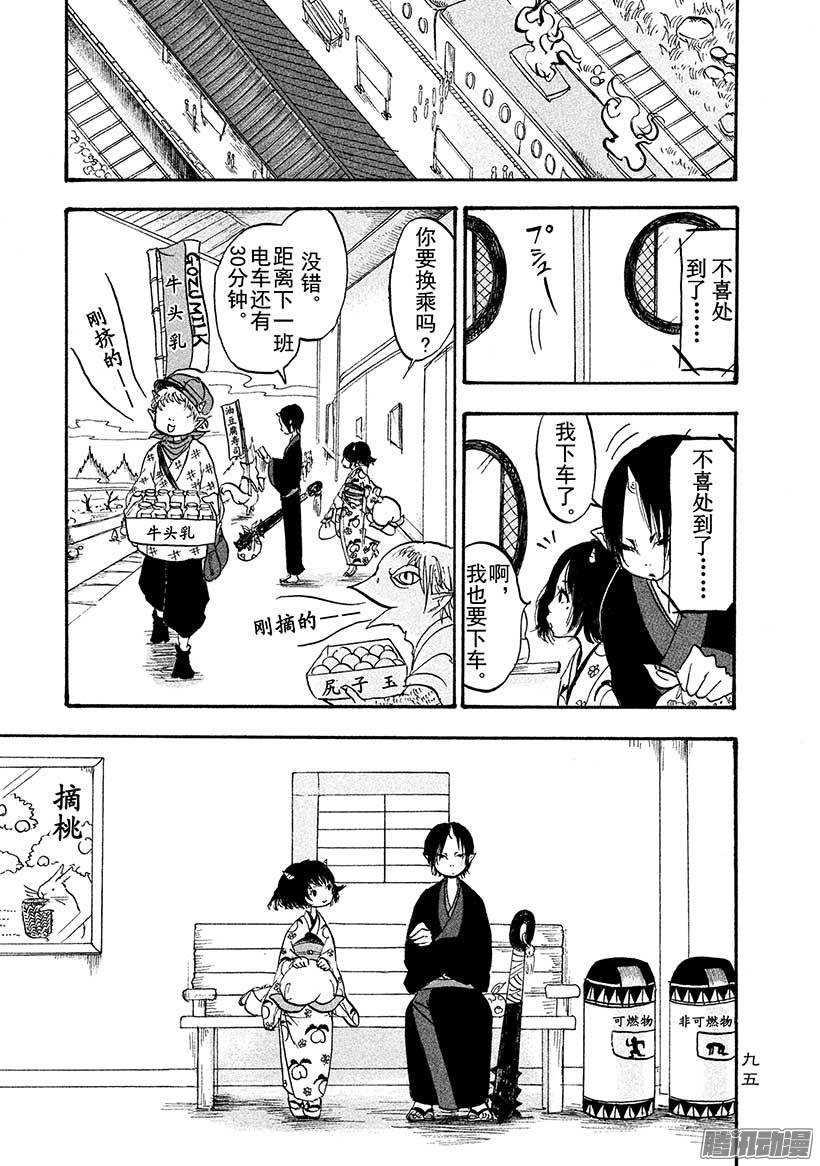 不喜处
到了……
プシュー
不喜处
到了……
我下车了。
啊，
我也要下车。
你要换乘吗？
没错。
距离下一班
电车还有
30分钟。
GOZU MILK
牛头乳
刚挤的——
油豆腐寿司
牛头乳
刚摘的——
尻子玉
摘桃
可燃物
非可燃物
九五
腾讯动漫